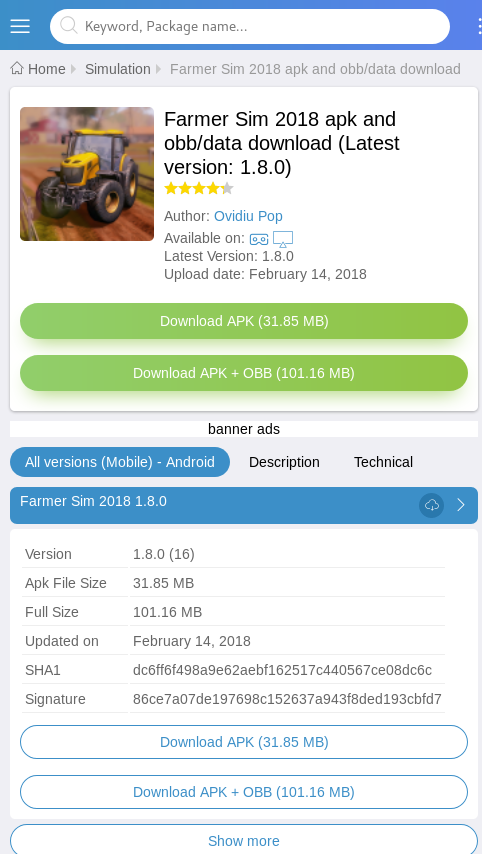 Keyword, Package name...
Home Simulation Farmer Sim 2018 apk and obb/data download
Farmer Sim 2018 apk and
obb/data download (Latest
version: 1.8.0)
Author: Ovidiu Pop
Available on:
Latest Version: 1.8.0
Upload date: February 14, 2018
Download APK (31.85 MB)
Download APK + OBB (101.16 MB)
banner ads
All versions (Mobile) - Android Description Technical
Farmer Sim 2018 1.8.0
Version 1.8.0 (16)
Apk File Size 31.85 MB
Full Size 101.16 MB
Updated on February 14, 2018
SHA1 dc6ff6f498a9e62aebf162517c440567ce08dc6c
Signature 86ce7a07de197698c152637a943f8ded193cbfd7
Download APK (31.85 MB)
Download APK + OBB (101.16 MB)
Show more